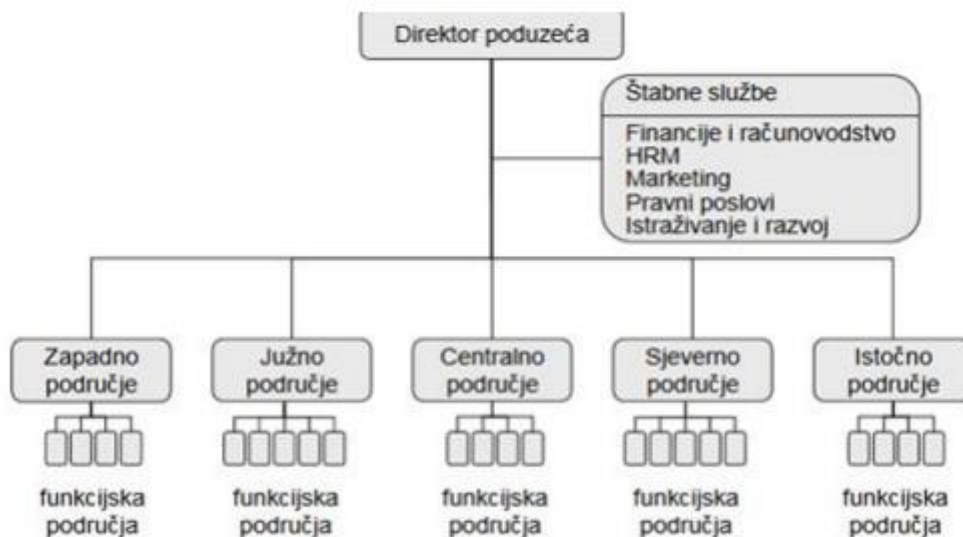 Direktor poduzeća
Štabne službe
Financije i računovodstvo
HRM
Marketing
Pravni poslovi
Istraživanje i razvoj
Zapadno
područje
Južno
područje
Centralno
područje
Sjeverno
područje
Istočno
područje
funkcijska
područja
funkcijska
područja
funkcijska
područja
funkcijska
područja
funkcijska
područja